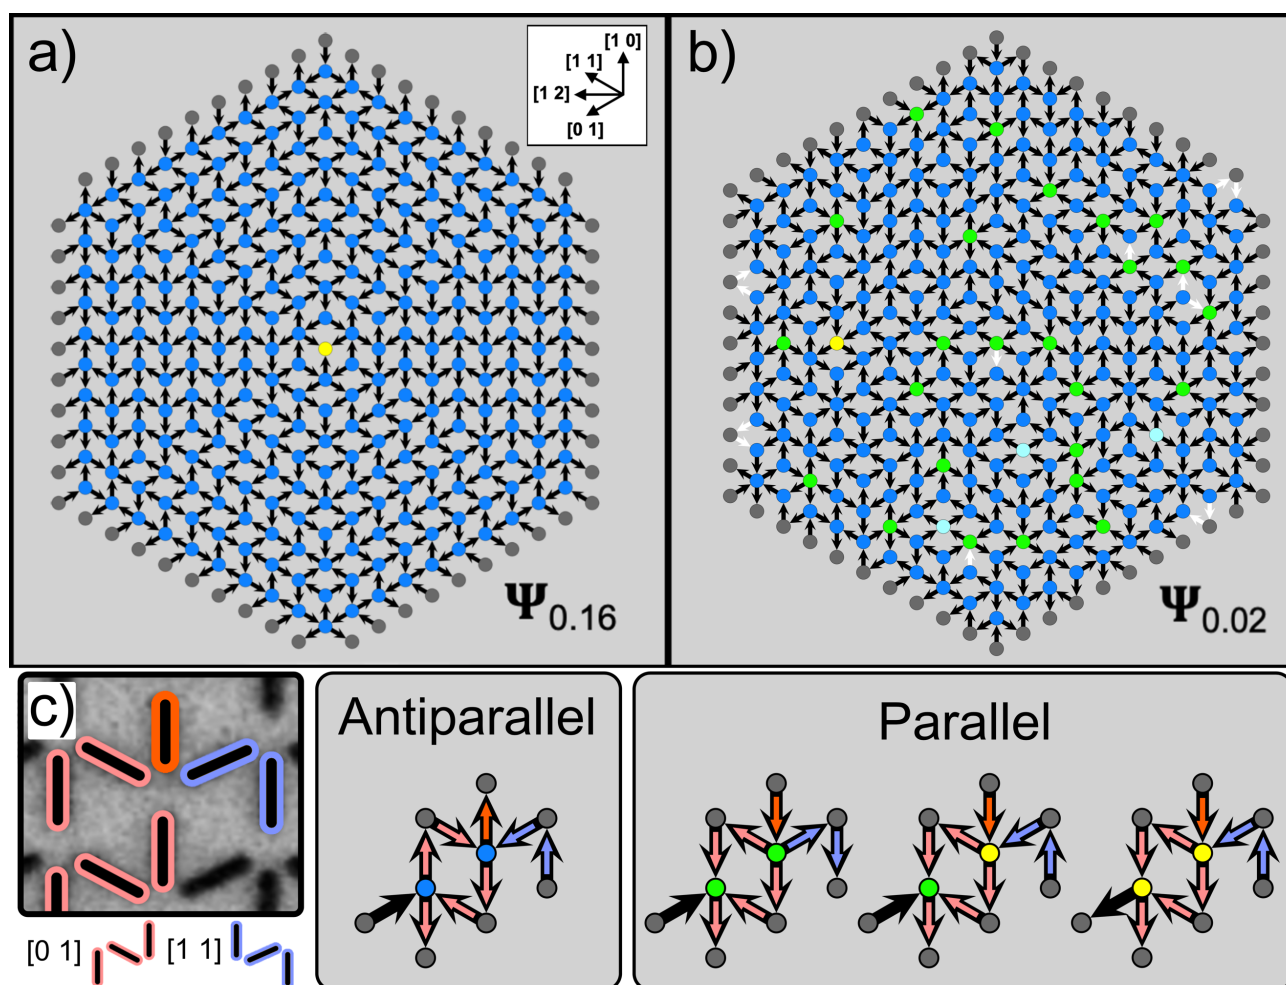 a)
[1 0]
[1 1]
[1 2]
[0 1]
Ψ0.16
b)
Ψ0.02
c)
[0 1]
[1 1]
Antiparallel
Parallel